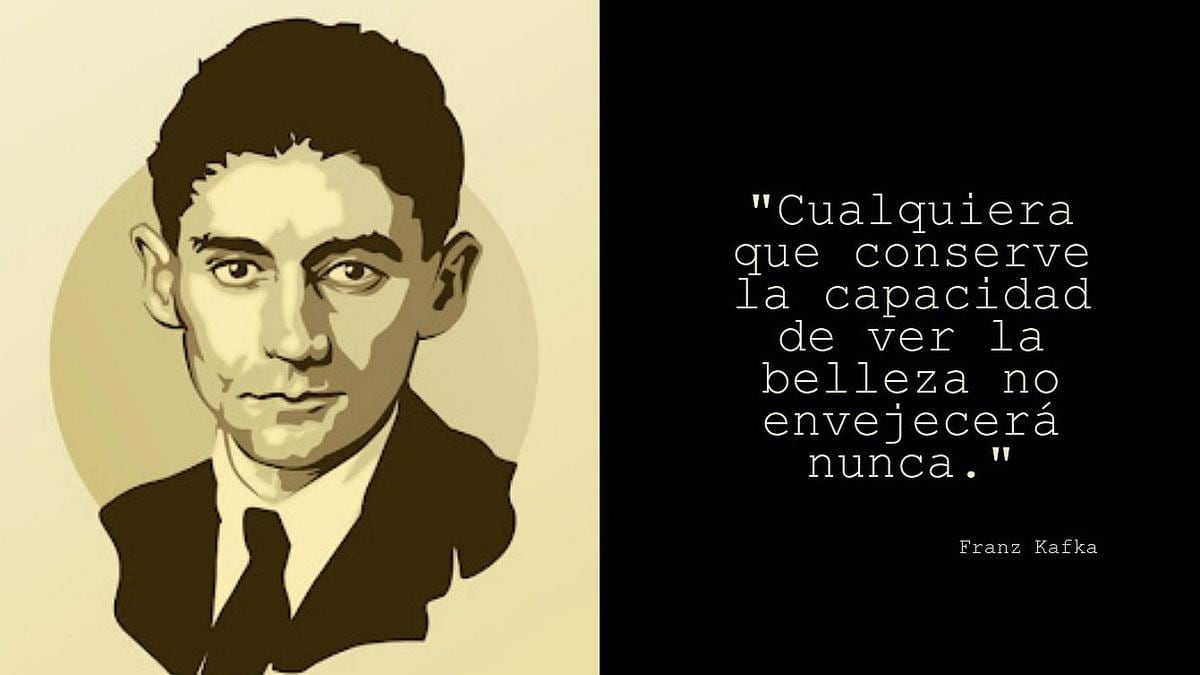 "Cualquiera
que conserve
la capacidad
de ver la
belleza no
envejecerá
nunca."
Franz Kafka